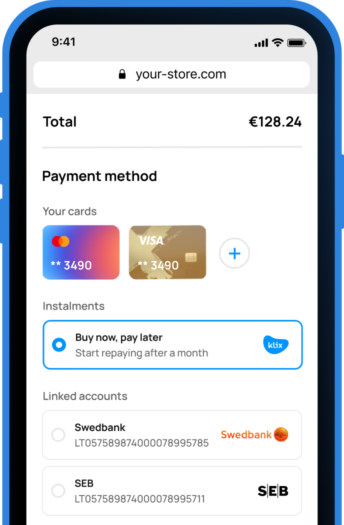 9:41
your-store.com
Total €128.24
Payment method
Your cards
VISA
** 3490 ** 3490
Instalments
Buy now, pay later
Start repaying after a month
klix
Linked accounts
Swedbank
LT057589874000078995785
Swedbank
SEB
LT057589874000078995711
SEB